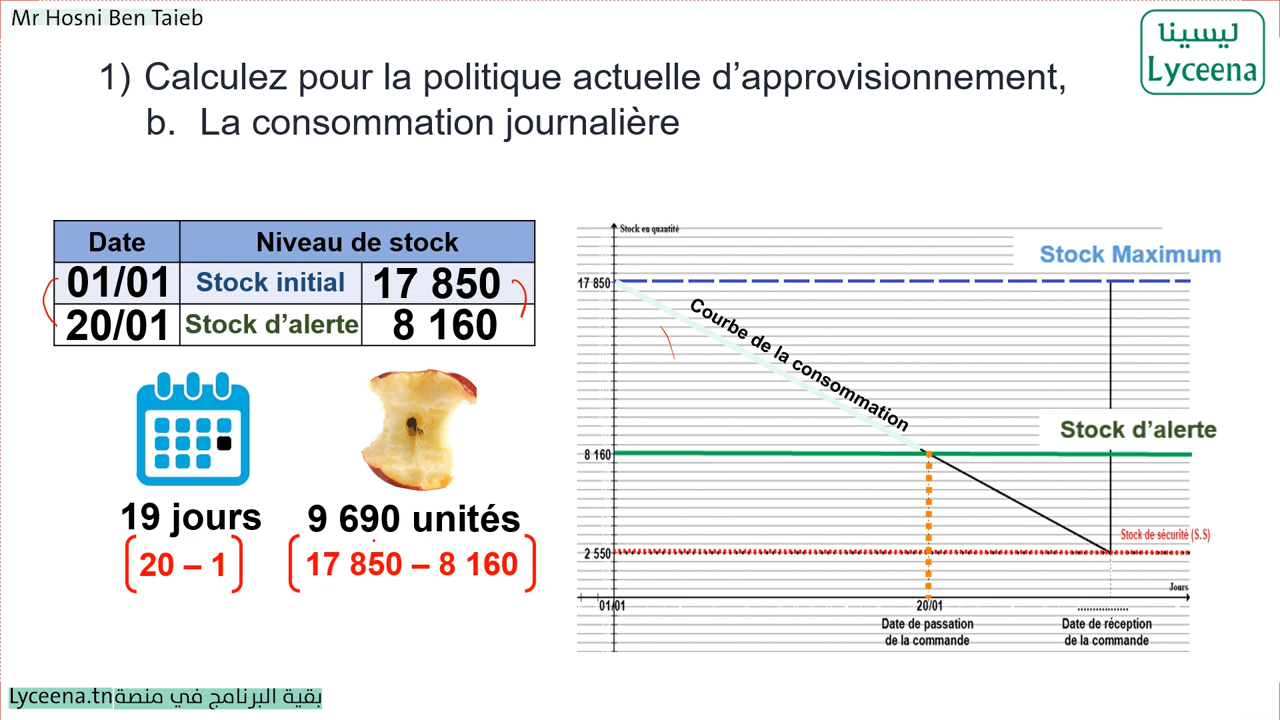 Mr Hosni Ben Taieb
ليسينا
Lyceena
1) Calculez pour la politique actuelle d’approvisionnement,
b. La consommation journalière
Date Niveau de stock
01/01 Stock initial 17 850
20/01 Stock d’alerte 8 160
19 jours
[20 – 1]
9 690 unités
[17 850 – 8 160]
Stock en quantité
Stock Maximum
17 850
Courbe de la consommation
Stock d’alerte
8 160
Stock de sécurité (S.S)
2 550
Jours
01/01
20/01
...............
Date de passation
de la commande
Date de réception
de la commande
بقية البرنامج في منصة Lyceena.tn